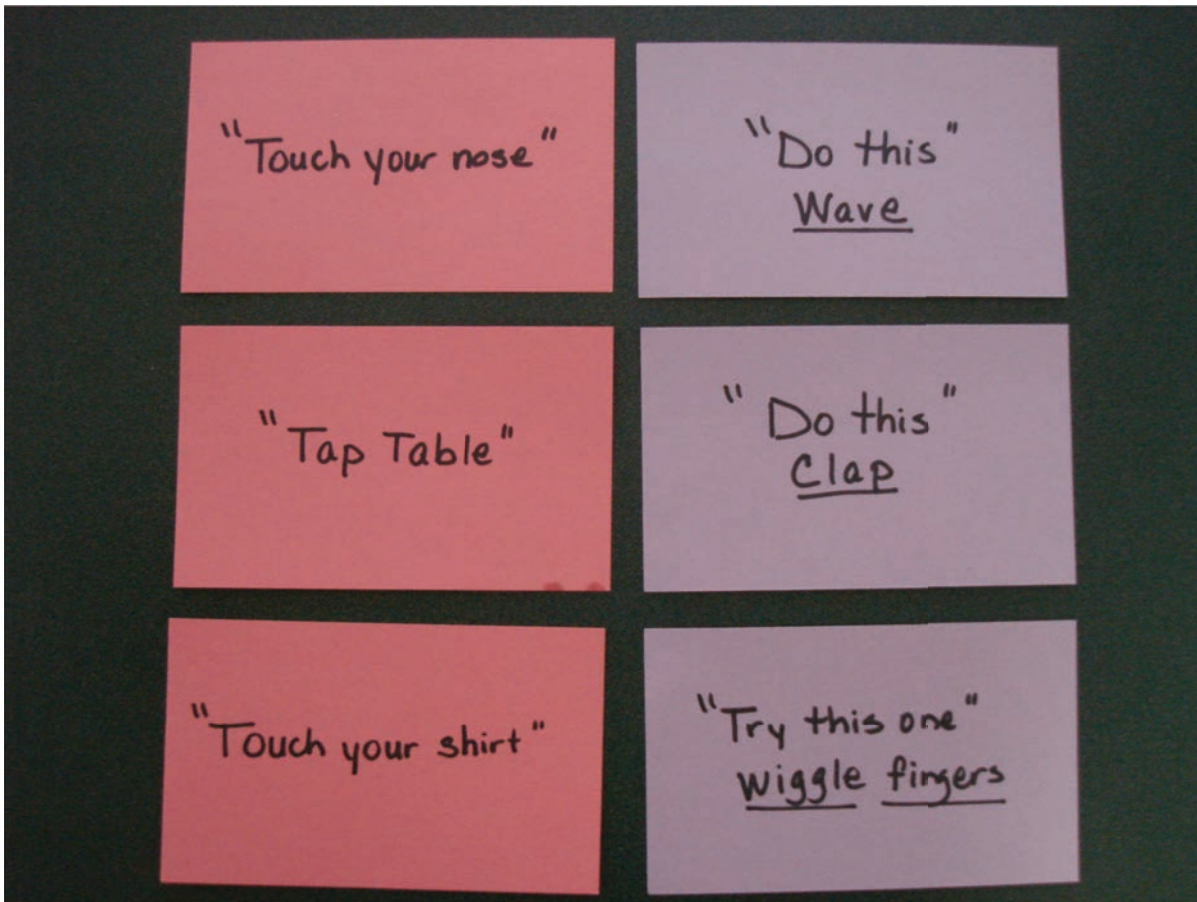 "Touch your nose"
"Do this"
Wave
"Tap Table"
"Do this"
Clap
"Touch your shirt"
"Try this one"
wiggle fingers